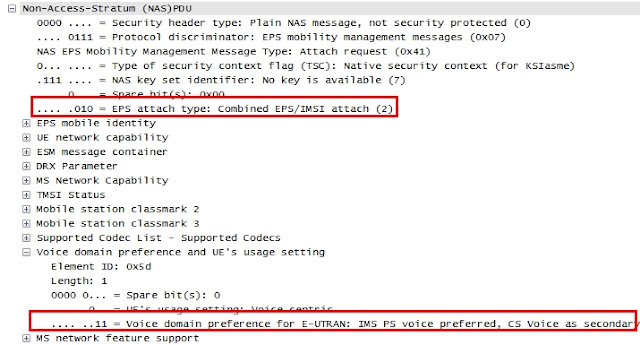 Non-Access-Stratum (NAS)PDU
0000 .... = Security header type: Plain NAS message, not security protected (0)
.... 0111 = Protocol discriminator: EPS mobility management messages (0x07)
NAS EPS Mobility Management Message Type: Attach request (0x41)
0... .... = Type of security context flag (TSC): Native security context (for KSIasme)
.111 .... = NAS key set identifier: No key is available (7)
.... 0... = Spare bit(s): 0x00
.... .010 = EPS attach type: Combined EPS/IMSI attach (2)
EPS mobile identity
UE network capability
ESM message container
DRX Parameter
MS Network Capability
TMSI Status
Mobile station classmark 2
Mobile station classmark 3
Supported Codec List - Supported Codecs
Voice domain preference and UE's usage setting
Element ID: 0x5d
Length: 1
0000 0... = Spare bit(s): 0
.... .0.. = UE's usage setting: Voice centric
.... ..11 = Voice domain preference for E-UTRAN: IMS PS voice preferred, CS Voice as secondary
MS network feature support